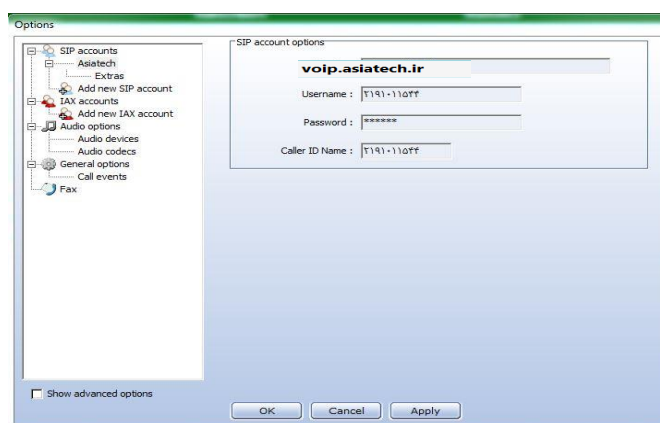 Options
SIP accounts
Asiatech
Extras
Add new SIP account
IAX accounts
Add new IAX account
Audio options
Audio devices
Audio codecs
General options
Call events
Fax
Show advanced options
SIP account options
voip.asiatech.ir
Username : ۲۱۹۱۰۱۱۵۴۴
Password : ******
Caller ID Name : ۲۱۹۱۰۱۱۵۴۴
OK Cancel Apply